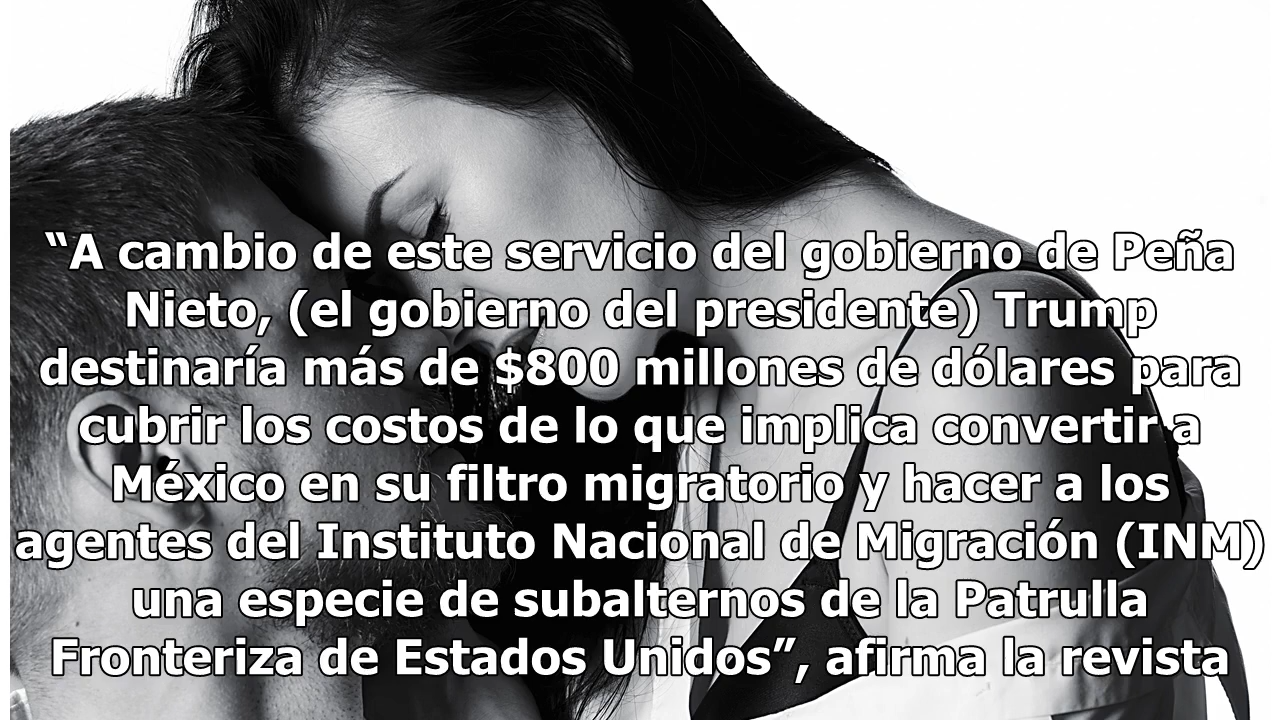 “A cambio de este servicio del gobierno de Peña
Nieto, (el gobierno del presidente) Trump
destinaría más de $800 millones de dólares para
cubrir los costos de lo que implica convertir a
México en su filtro migratorio y hacer a los
agentes del Instituto Nacional de Migración (INM)
una especie de subalternos de la Patrulla
Fronteriza de Estados Unidos”, afirma la revista